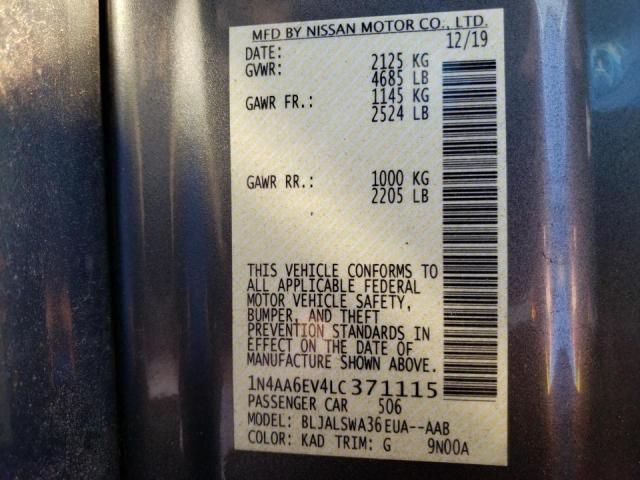 MFD BY NISSAN MOTOR CO., LTD.
DATE: 12/19
GVWR: 2125 KG
4685 LB
GAWR FR.: 1145 KG
2524 LB
GAWR RR.: 1000 KG
2205 LB
THIS VEHICLE CONFORMS TO
ALL APPLICABLE FEDERAL
MOTOR VEHICLE SAFETY,
BUMPER, AND THEFT
PREVENTION STANDARDS IN
EFFECT ON THE DATE OF
MANUFACTURE SHOWN ABOVE.
1N4AA6EV4LC371115
PASSENGER CAR 506
MODEL: BLJALSWA36EUA--AAB
COLOR: KAD TRIM: G 9N00A